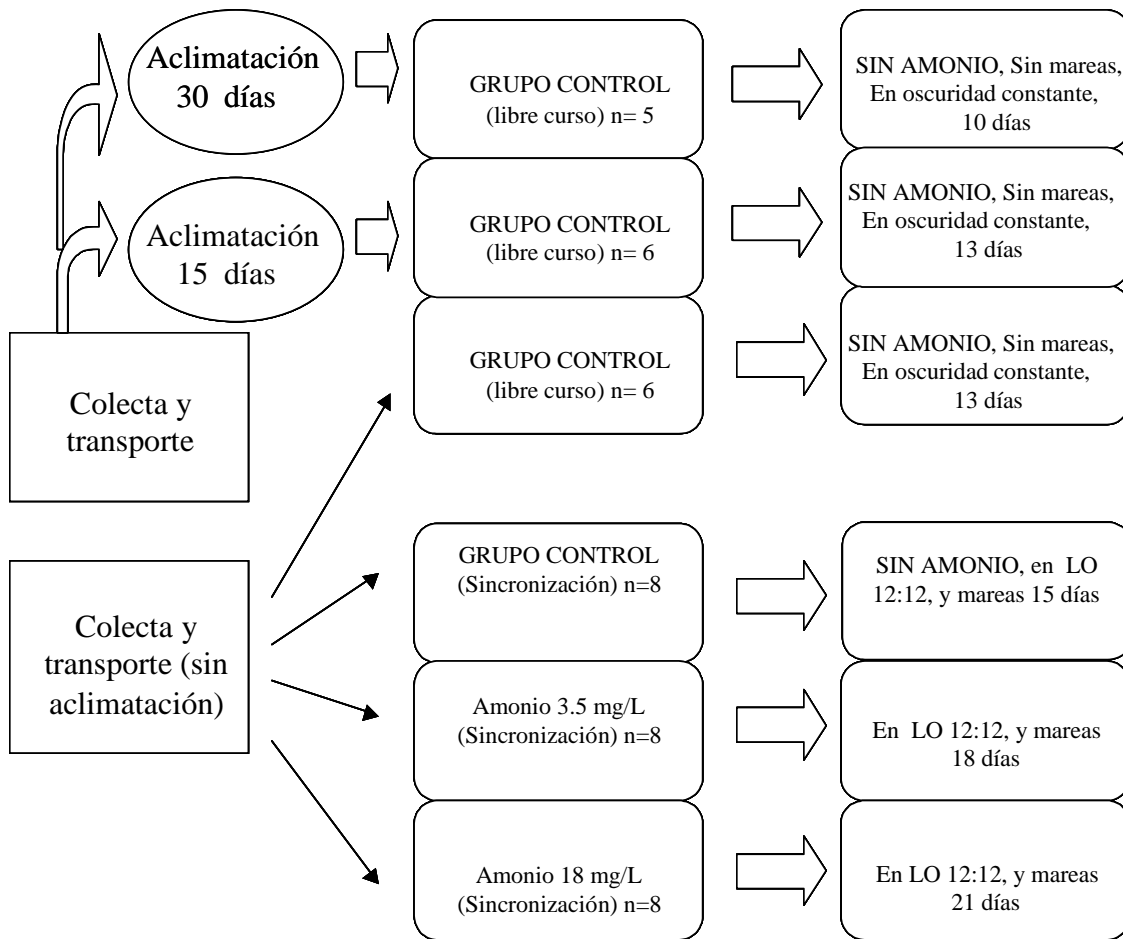 Aclimatación
30 días
GRUPO CONTROL
(libre curso) n= 5
SIN AMONIO, Sin mareas,
En oscuridad constante,
10 días
Aclimatación
15 días
GRUPO CONTROL
(libre curso) n= 6
SIN AMONIO, Sin mareas,
En oscuridad constante,
13 días
Colecta y
transporte
GRUPO CONTROL
(libre curso) n= 6
SIN AMONIO, Sin mareas,
En oscuridad constante,
13 días
Colecta y
transporte (sin
aclimatación)
GRUPO CONTROL
(Sincronización) n=8
SIN AMONIO, en LO
12:12, y mareas 15 días
Amonio 3.5 mg/L
(Sincronización) n=8
En LO 12:12, y mareas
18 días
Amonio 18 mg/L
(Sincronización) n=8
En LO 12:12, y mareas
21 días